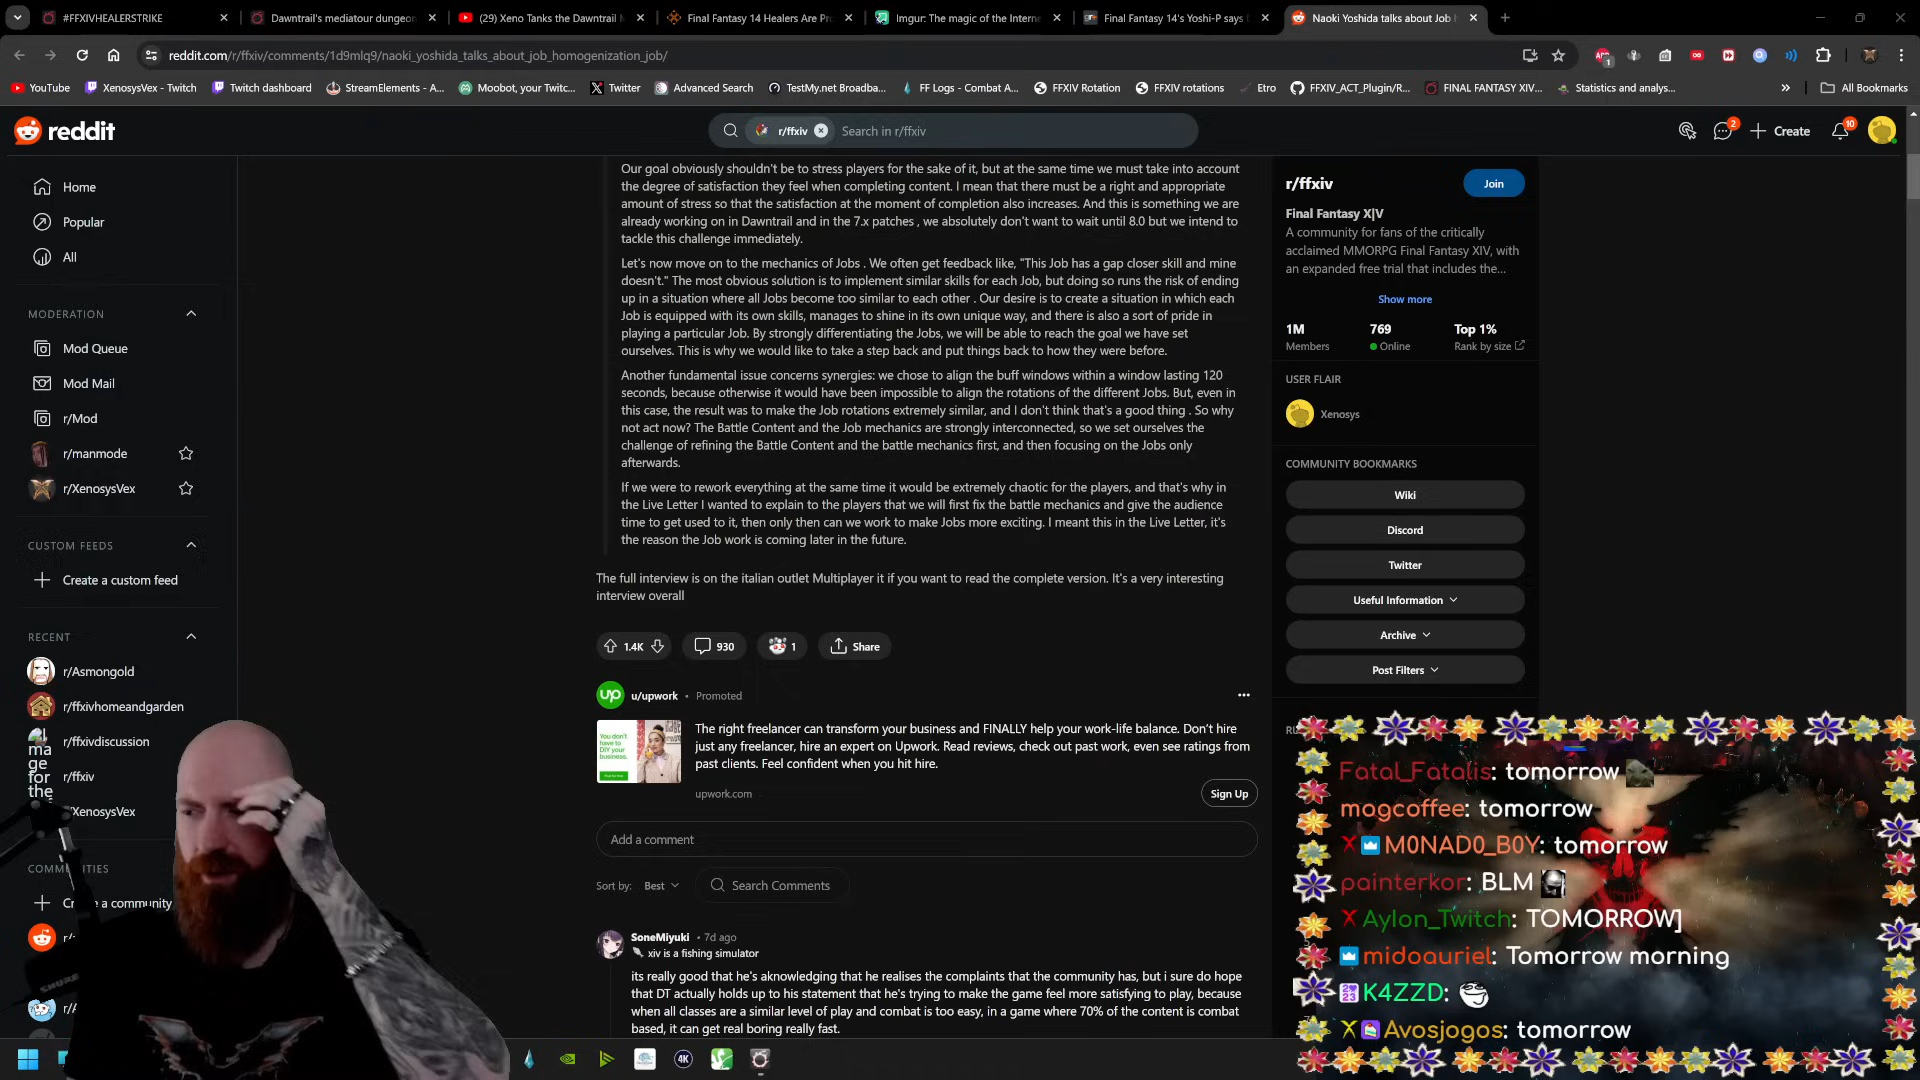 #FFXIVHEALERSTRIKE
Dawntrail's mediatour dungeon
(29) Xeno Tanks the Dawntrail M
Final Fantasy 14 Healers Are Pro
Imgur: The magic of the Interne
Final Fantasy 14's Yoshi-P says
Naoki Yoshida talks about Job H
reddit.com/r/ffxiv/comments/1d9mlq9/naoki_yoshida_talks_about_job_homogenization_job/
YouTube
XenosysVex - Twitch
Twitch dashboard
StreamElements - A...
Moobot, your Twitc...
Twitter
Advanced Search
TestMy.net Broadba...
FF Logs - Combat A...
FFXIV Rotation
FFXIV rotations
Etro
FFXIV_ACT_Plugin/R...
FINAL FANTASY XIV...
Statistics and analys...
All Bookmarks
reddit
r/ffxiv
Search in r/ffxiv
2
Create
10
Home
Popular
All
MODERATION
Mod Queue
Mod Mail
r/Mod
r/manmode
r/XenosysVex
CUSTOM FEEDS
Create a custom feed
RECENT
r/Asmongold
r/ffxivhomeandgarden
r/ffxivdiscussion
r/ffxiv
XenosysVex
Our goal obviously shouldn't be to stress players for the sake of it, but at the same time we must take into account
the degree of satisfaction they feel when completing content. I mean that there must be a right and appropriate
amount of stress so that the satisfaction at the moment of completion also increases. And this is something we are
already working on in Dawntrail and in the 7.x patches , we absolutely don't want to wait until 8.0 but we intend to
tackle this challenge immediately.
Let's now move on to the mechanics of Jobs . We often get feedback like, "This Job has a gap closer skill and mine
doesn't." The most obvious solution is to implement similar skills for each Job, but doing so runs the risk of ending
up in a situation where all Jobs become too similar to each other . Our desire is to create a situation in which each
Job is equipped with its own skills, manages to shine in its own unique way, and there is also a sort of pride in
playing a particular Job. By strongly differentiating the Jobs, we will be able to reach the goal we have set
ourselves. This is why we would like to take a step back and put things back to how they were before.
Another fundamental issue concerns synergies: we chose to align the buff windows within a window lasting 120
seconds, because otherwise it would have been impossible to align the rotations of the different Jobs. But, even in
this case, the result was to make the Job rotations extremely similar, and I don't think that's a good thing . So why
not act now? The Battle Content and the Job mechanics are strongly interconnected, so we set ourselves the
challenge of refining the Battle Content and the battle mechanics first, and then focusing on the Jobs only
afterwards.
If we were to rework everything at the same time it would be extremely chaotic for the players, and that's why in
the Live Letter I wanted to explain to the players that we will first fix the battle mechanics and give the audience
time to get used to it, then only then can we work to make Jobs more exciting. I meant this in the Live Letter, it's
the reason the Job work is coming later in the future.
The full interview is on the italian outlet Multiplayer it if you want to read the complete version. It's a very interesting
interview overall
1.4K
930
1
Share
u/upwork • Promoted
The right freelancer can transform your business and FINALLY help your work-life balance. Don't hire
just any freelancer, hire an expert on Upwork. Read reviews, check out past work, even see ratings from
past clients. Feel confident when you hit hire.
upwork.com
Sign Up
Add a comment
Sort by: Best
Search Comments
SoneMiyuki • 7d ago
xiv is a fishing simulator
its really good that he's aknowledging that he realises the complaints that the community has, but i sure do hope
that DT actually holds up to his statement that he's trying to make the game feel more satisfying to play, because
when all classes are a similar level of play and combat is too easy, in a game where 70% of the content is combat
based, it can get real boring really fast.
r/ffxiv
Join
Final Fantasy X|V
A community for fans of the critically
acclaimed MMORPG Final Fantasy XIV, with
an expanded free trial that includes the...
Show more
1M
Members
769
Online
Top 1%
Rank by size
USER FLAIR
Xenosys
COMMUNITY BOOKMARKS
Wiki
Discord
Twitter
Useful Information
Archive
Post Filters
Fatal_Fatalis: tomorrow
mogcoffee: tomorrow
M0NAD0_B0Y: tomorrow
painterkor: BLM
Aylon_Twitch: TOMORROW]
midoauriel: Tomorrow morning
K4ZZD:
Avosjogos: tomorrow